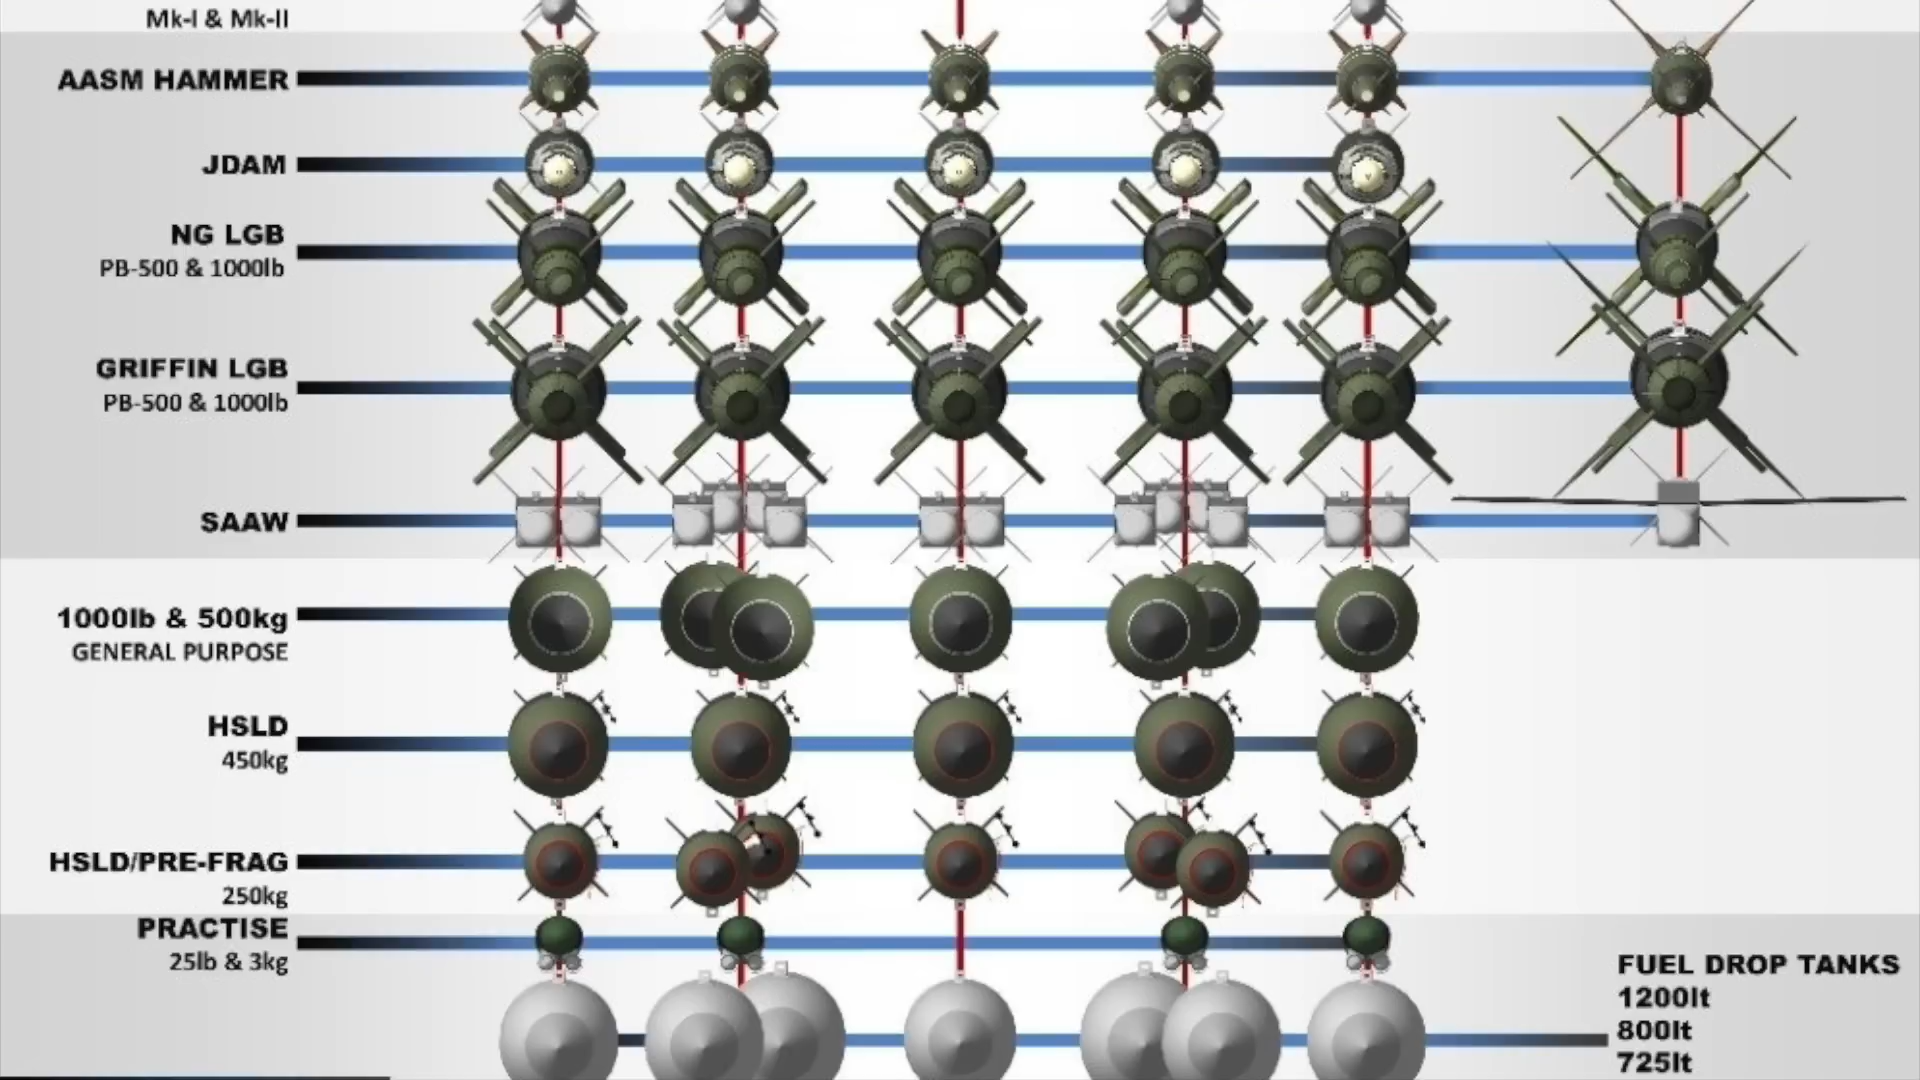 Mk-I & Mk-II
AASM HAMMER
JDAM
NG LGB
PB-500 & 1000lb
GRIFFIN LGB
PB-500 & 1000lb
SAAW
1000lb & 500kg
GENERAL PURPOSE
HSLD
450kg
HSLD/PRE-FRAG
250kg
PRACTISE
25lb & 3kg
FUEL DROP TANKS
1200lt
800lt
725lt